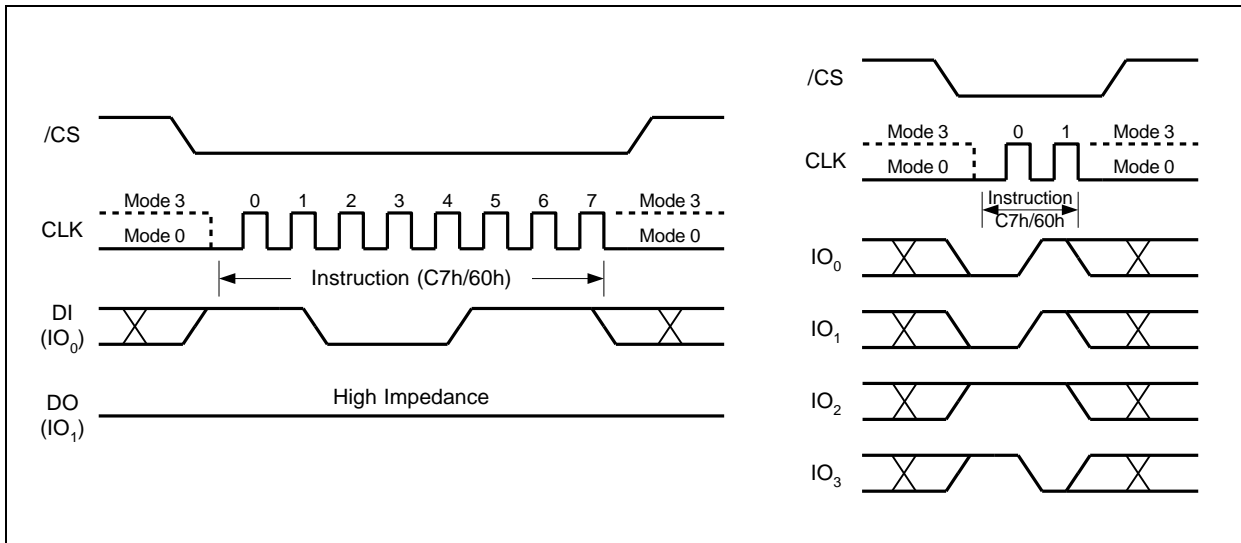 /CS
Mode 3
0 1 2 3 4 5 6 7
Mode 3
CLK
Mode 0
Mode 0
Instruction (C7h/60h)
DI
(IO0)
High Impedance
DO
(IO1)
/CS
Mode 3
0 1
Mode 3
CLK
Mode 0
Mode 0
Instruction
C7h/60h
IO0
IO1
IO2
IO3